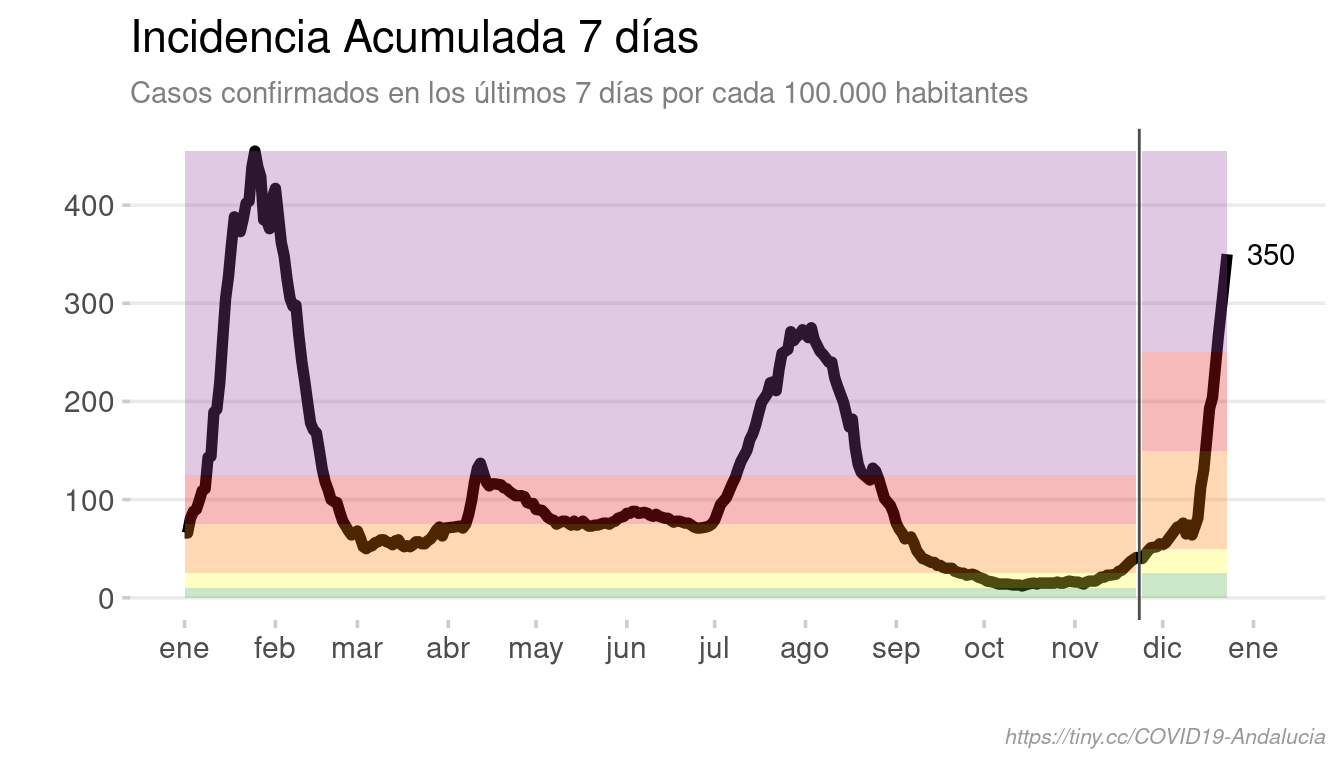 Incidencia Acumulada 7 días
Casos confirmados en los últimos 7 días por cada 100.000 habitantes
400
300
200
100
0
350
ene feb mar abr may jun jul ago sep oct nov dic ene
https://tiny.cc/COVID19-Andalucia